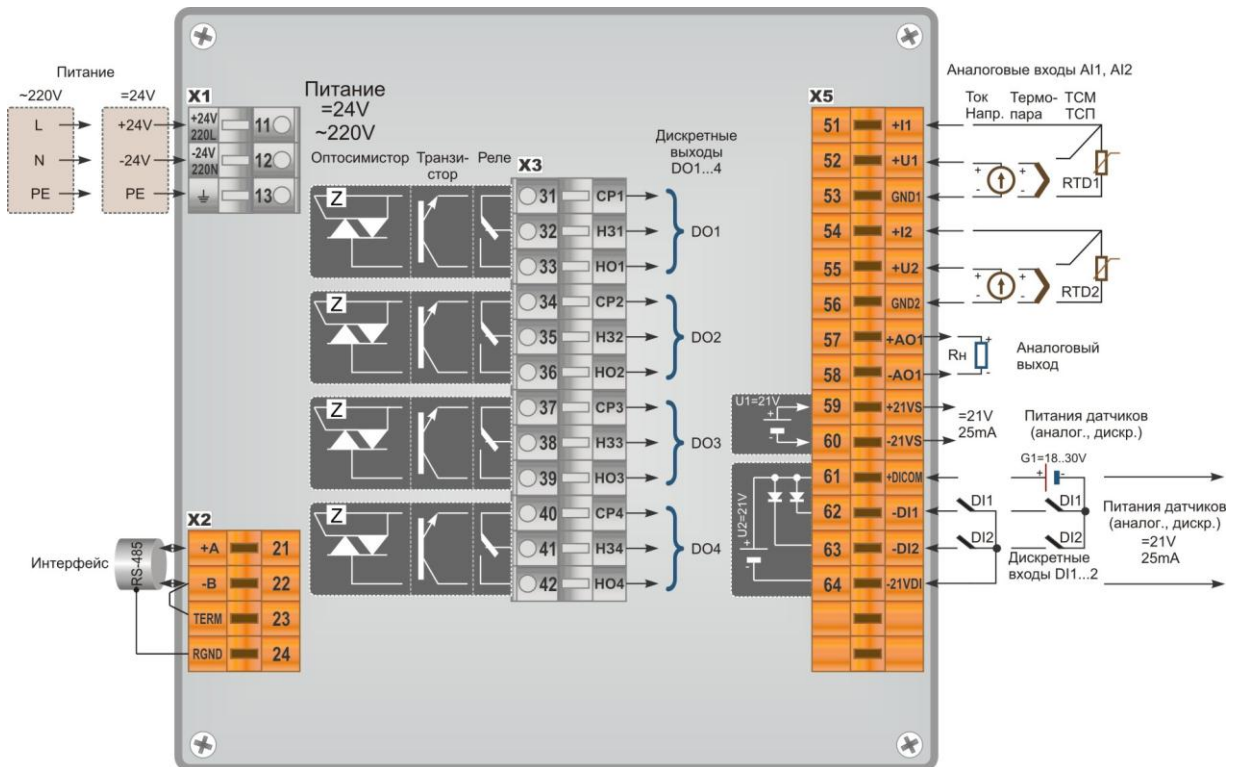 Питание
~220V
=24V
L
+24V
N
-24V
PE
PE
X1
+24V
220L
11
-24V
220N
12
13
Питание
=24V
~220V
Оптосимистор
Транзи-
стор
Реле
X3
Дискретные
выходы
DO1...4
Z
31
CP1
32
H31
33
HO1
DO1
Z
34
CP2
35
H32
36
HO2
DO2
Z
37
CP3
38
H33
39
HO3
DO3
Z
40
CP4
41
H34
42
HO4
DO4
X2
Интерфейс
RS-485
+A
21
-B
22
TERM
23
RGND
24
X5
51
+I1
52
+U1
53
GND1
54
+I2
55
+U2
56
GND2
57
+AO1
58
-AO1
59
+21VS
60
-21VS
61
+DICOM
62
-DI1
63
-DI2
64
-21VDI
U1=21V
+
-
U2=21V
+
-
Аналоговые входы AI1, AI2
Ток
Напр.
Термо-
пара
ТСМ
ТСП
+
-
+
-
RTD1
+
-
+
-
RTD2
Rн
+
-
Аналоговый
выход
=21V
25mA
Питания датчиков
(аналог., дискр.)
G1=18..30V
+
-
DI1
DI1
DI2
DI2
Дискретные
входы DI1...2
Питания датчиков
(аналог., дискр.)
=21V
25mA